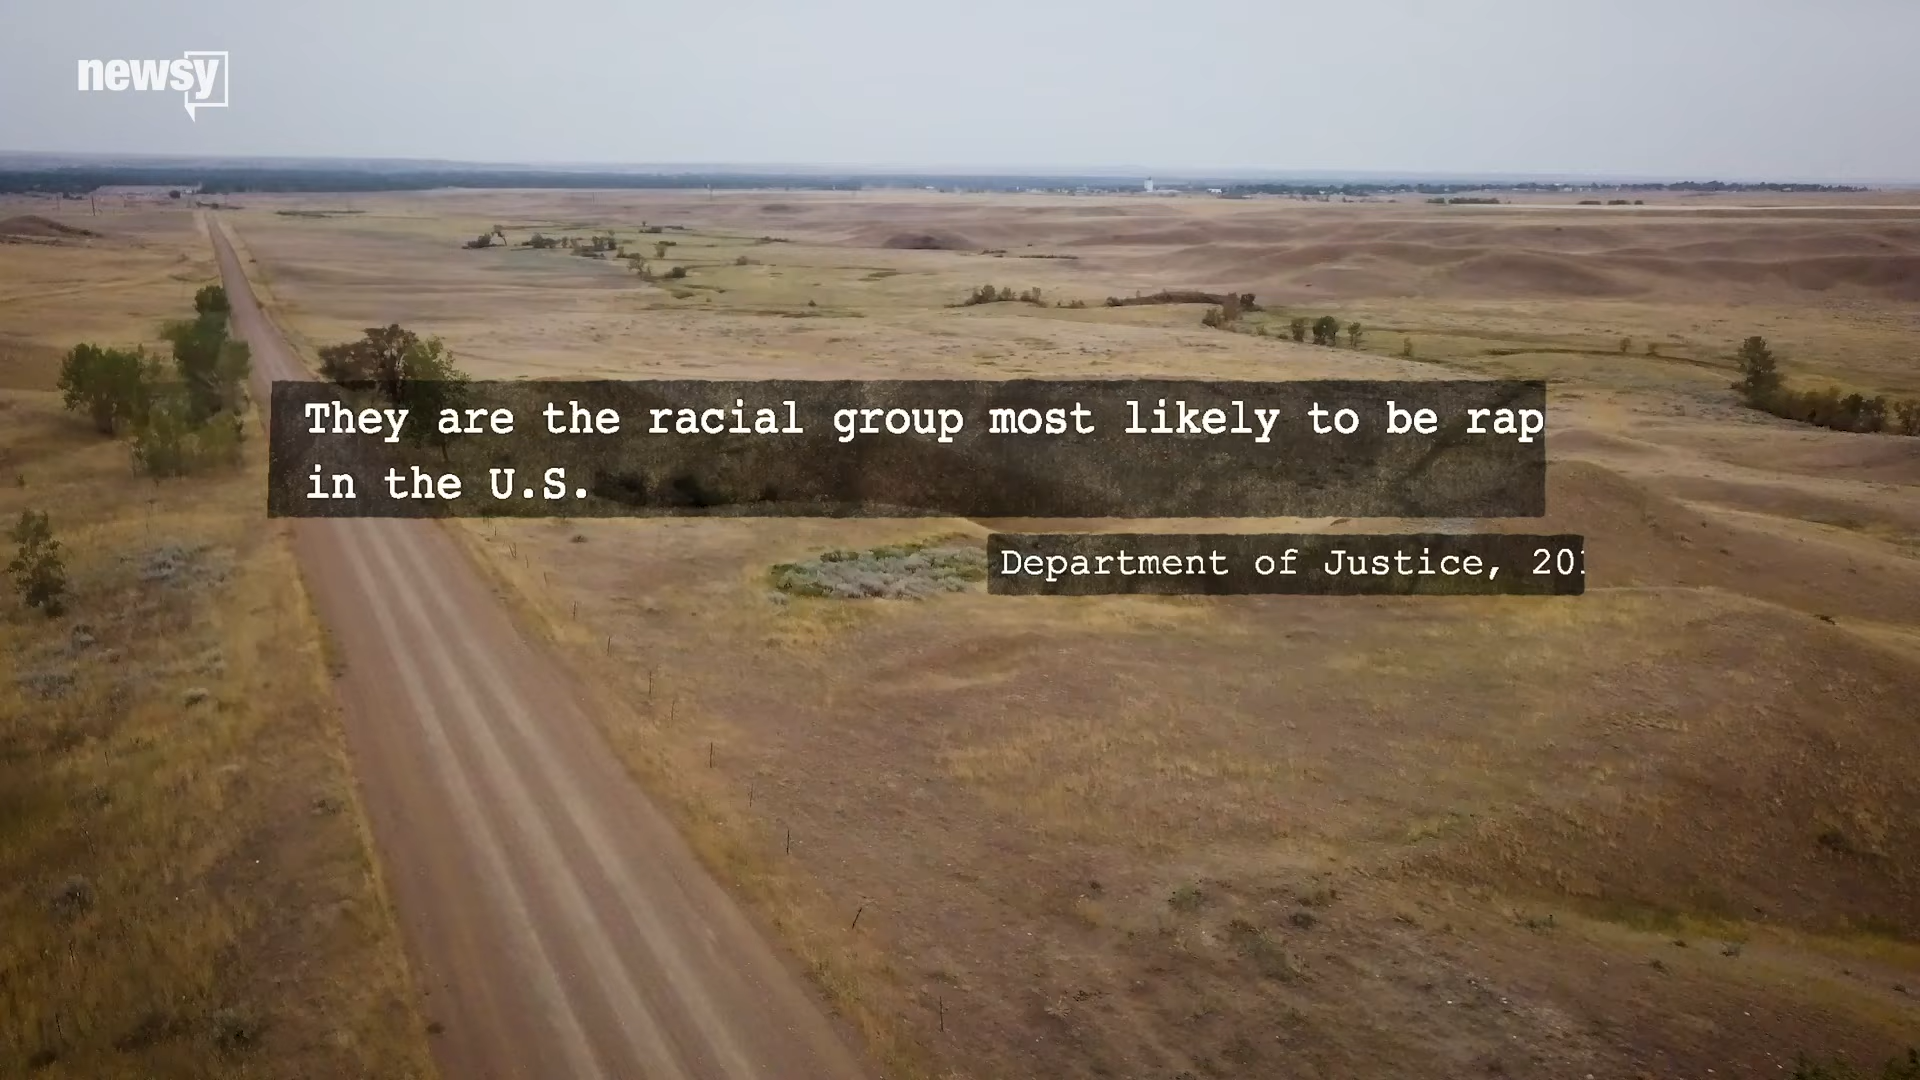 newsy
They are the racial group most likely to be rap
in the U.S.
Department of Justice, 20